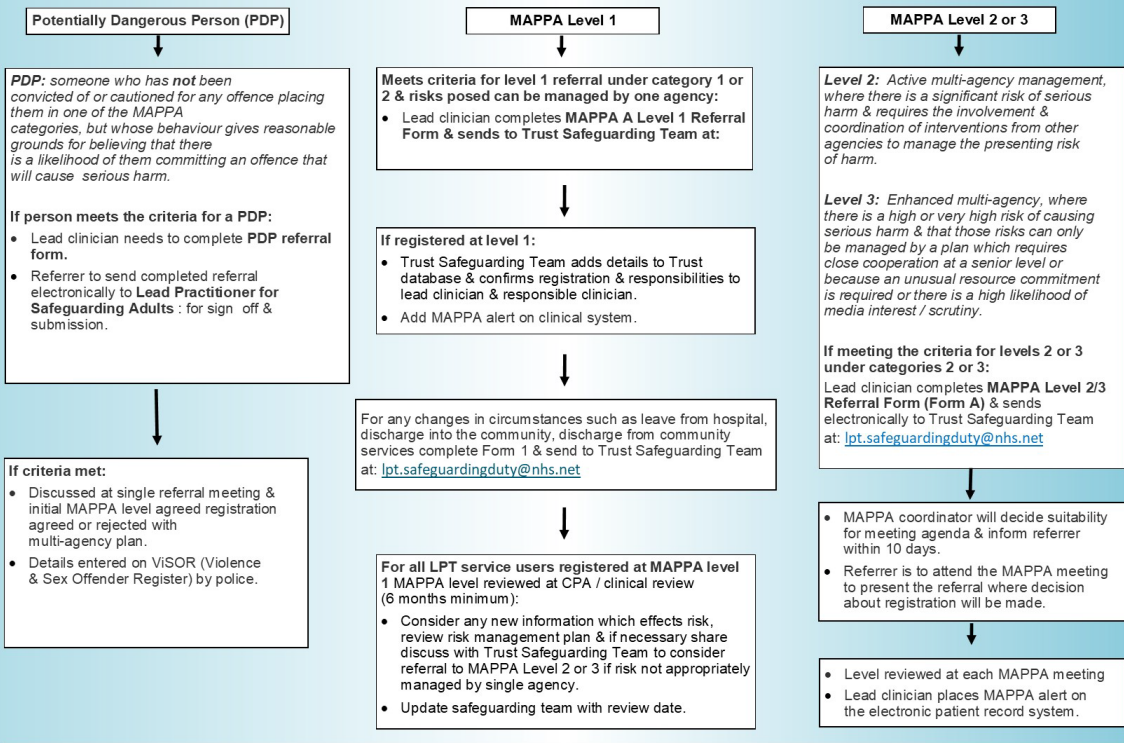 Potentially Dangerous Person (PDP)
PDP: someone who has not been
convicted of or cautioned for any offence placing
them in one of the MAPPA
categories, but whose behaviour gives reasonable
grounds for believing that there
is a likelihood of them committing an offence that
will cause serious harm.
If person meets the criteria for a PDP:
• Lead clinician needs to complete PDP referral
form.
• Referrer to send completed referral
electronically to Lead Practitioner for
Safeguarding Adults : for sign off &
submission.
If criteria met:
• Discussed at single referral meeting &
initial MAPPA level agreed registration
agreed or rejected with
multi-agency plan.
• Details entered on ViSOR (Violence
& Sex Offender Register) by police.
MAPPA Level 1
Meets criteria for level 1 referral under category 1 or
2 & risks posed can be managed by one agency:
• Lead clinician completes MAPPA A Level 1 Referral
Form & sends to Trust Safeguarding Team at:
If registered at level 1:
• Trust Safeguarding Team adds details to Trust
database & confirms registration & responsibilities to
lead clinician & responsible clinician.
• Add MAPPA alert on clinical system.
For any changes in circumstances such as leave from hospital,
discharge into the community, discharge from community
services complete Form 1 & send to Trust Safeguarding Team
at: lpt.safeguardingduty@nhs.net
For all LPT service users registered at MAPPA level
1 MAPPA level reviewed at CPA / clinical review
(6 months minimum):
• Consider any new information which effects risk,
review risk management plan & if necessary share
discuss with Trust Safeguarding Team to consider
referral to MAPPA Level 2 or 3 if risk not appropriately
managed by single agency.
• Update safeguarding team with review date.
MAPPA Level 2 or 3
Level 2: Active multi-agency management,
where there is a significant risk of serious
harm & requires the involvement &
coordination of interventions from other
agencies to manage the presenting risk
of harm.
Level 3: Enhanced multi-agency, where
there is a high or very high risk of causing
serious harm & that those risks can only
be managed by a plan which requires
close cooperation at a senior level or
because an unusual resource commitment
is required or there is a high likelihood of
media interest / scrutiny.
If meeting the criteria for levels 2 or 3
under categories 2 or 3:
Lead clinician completes MAPPA Level 2/3
Referral Form (Form A) & sends
electronically to Trust Safeguarding Team
at: lpt.safeguardingduty@nhs.net
• MAPPA coordinator will decide suitability
for meeting agenda & inform referrer
within 10 days.
• Referrer is to attend the MAPPA meeting
to present the referral where decision
about registration will be made.
• Level reviewed at each MAPPA meeting
• Lead clinician places MAPPA alert on
the electronic patient record system.